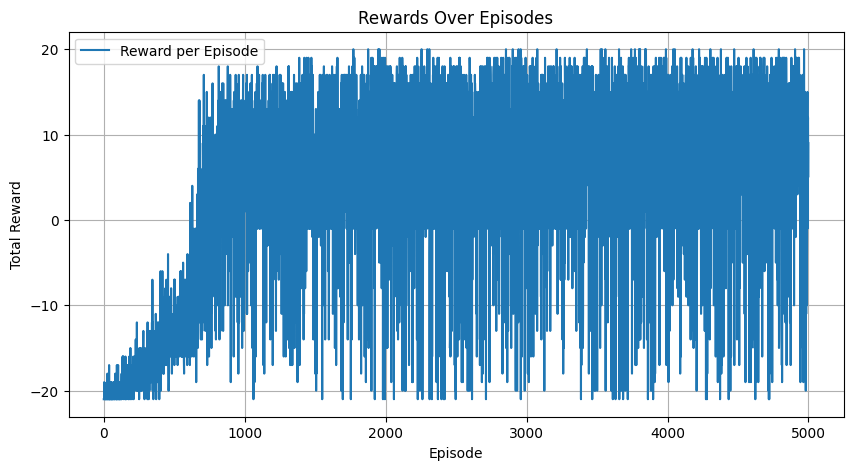 Rewards Over Episodes
Reward per Episode
20
10
0
−10
−20
Total Reward
0
1000
2000
3000
4000
5000
Episode